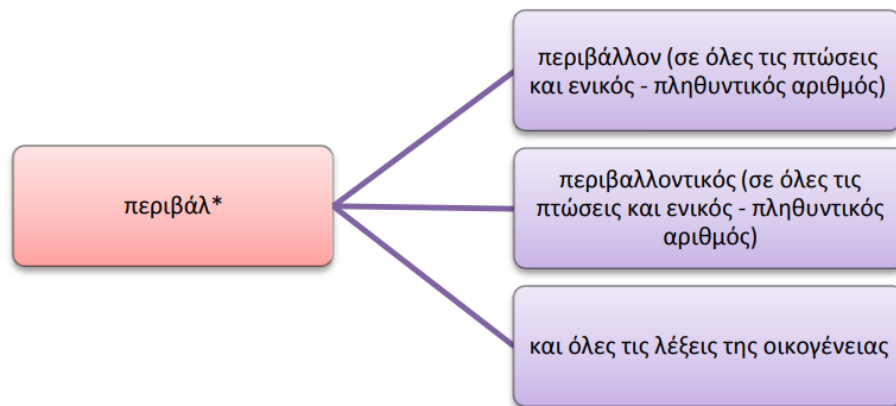 περιβάλ*
περιβάλλον (σε όλες τις πτώσεις
και ενικός - πληθυντικός αριθμός)
περιβαλλοντικός (σε όλες τις
πτώσεις και ενικός - πληθυντικός
αριθμός)
και όλες τις λέξεις της οικογένειας